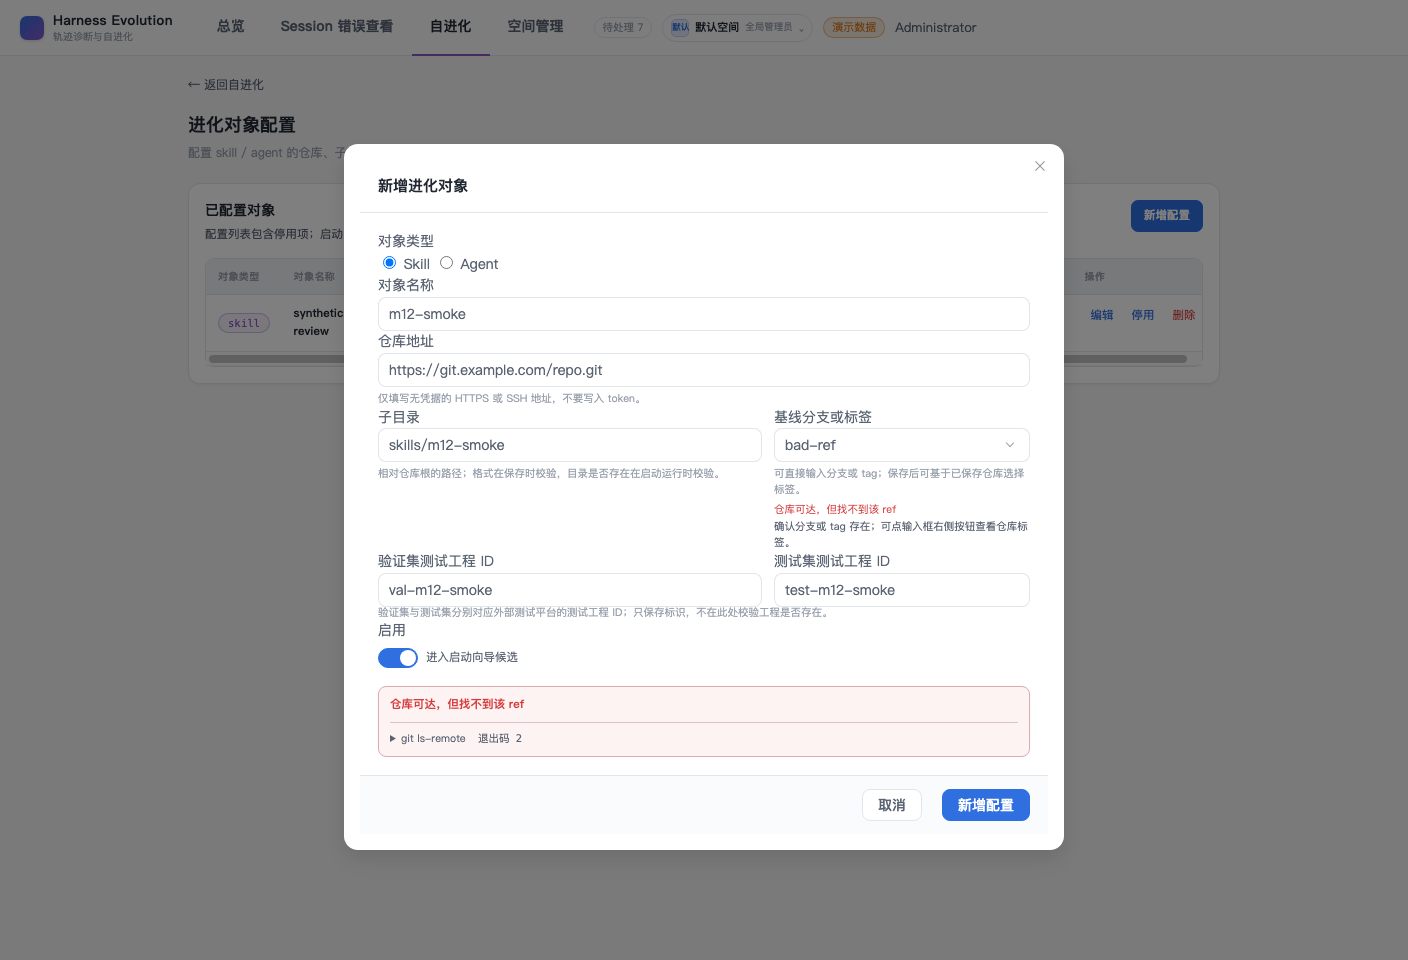 Harness Evolution
轨迹诊断与自进化
总览
Session 错误查看
自进化
空间管理
待处理 7
默认
默认空间
全局管理员
演示数据
Administrator
← 返回自进化
进化对象配置
配置 skill / agent 的仓库、子
已配置对象
新增配置
配置列表包含停用项；启动
对象类型
对象名称
操作
skill
synthetic
review
编辑
停用
删除
新增进化对象
对象类型
Skill
Agent
对象名称
m12-smoke
仓库地址
https://git.example.com/repo.git
仅填写无凭据的 HTTPS 或 SSH 地址，不要写入 token。
子目录
基线分支或标签
skills/m12-smoke
bad-ref
相对仓库根的路径；格式在保存时校验，目录是否存在在启动运行时校验。
可直接输入分支或 tag；保存后可基于已保存仓库选择
标签。
仓库可达，但找不到该 ref
确认分支或 tag 存在；可点输入框右侧按钮查看仓库标
签。
验证集测试工程 ID
测试集测试工程 ID
val-m12-smoke
test-m12-smoke
验证集与测试集分别对应外部测试平台的测试工程 ID；只保存标识，不在此处校验工程是否存在。
启用
进入启动向导候选
仓库可达，但找不到该 ref
git ls-remote 退出码 2
取消
新增配置